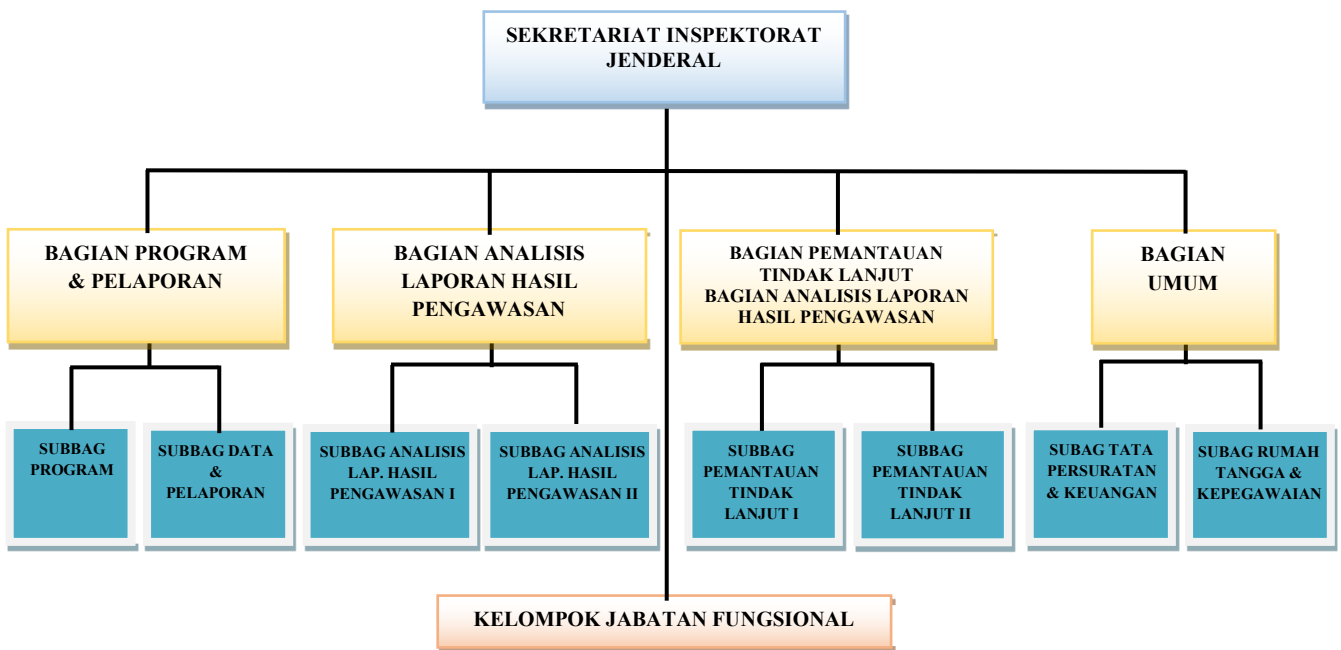 SEKRETARIAT INSPEKTORAT
JENDERAL
BAGIAN PROGRAM
& PELAPORAN
BAGIAN ANALISIS
LAPORAN HASIL
PENGAWASAN
BAGIAN PEMANTAUAN
TINDAK LANJUT
BAGIAN ANALISIS LAPORAN
HASIL PENGAWASAN
BAGIAN
UMUM
SUBBAG
PROGRAM
SUBBAG DATA
&
PELAPORAN
SUBBAG ANALISIS
LAP. HASIL
PENGAWASAN I
SUBBAG ANALISIS
LAP. HASIL
PENGAWASAN II
SUBBAG
PEMANTAUAN
TINDAK
LANJUT I
SUBBAG
PEMANTAUAN
TINDAK
LANJUT II
SUBAG TATA
PERSURATAN
& KEUANGAN
SUBAG RUMAH
TANGGA &
KEPEGAWAIAN
KELOMPOK JABATAN FUNGSIONAL